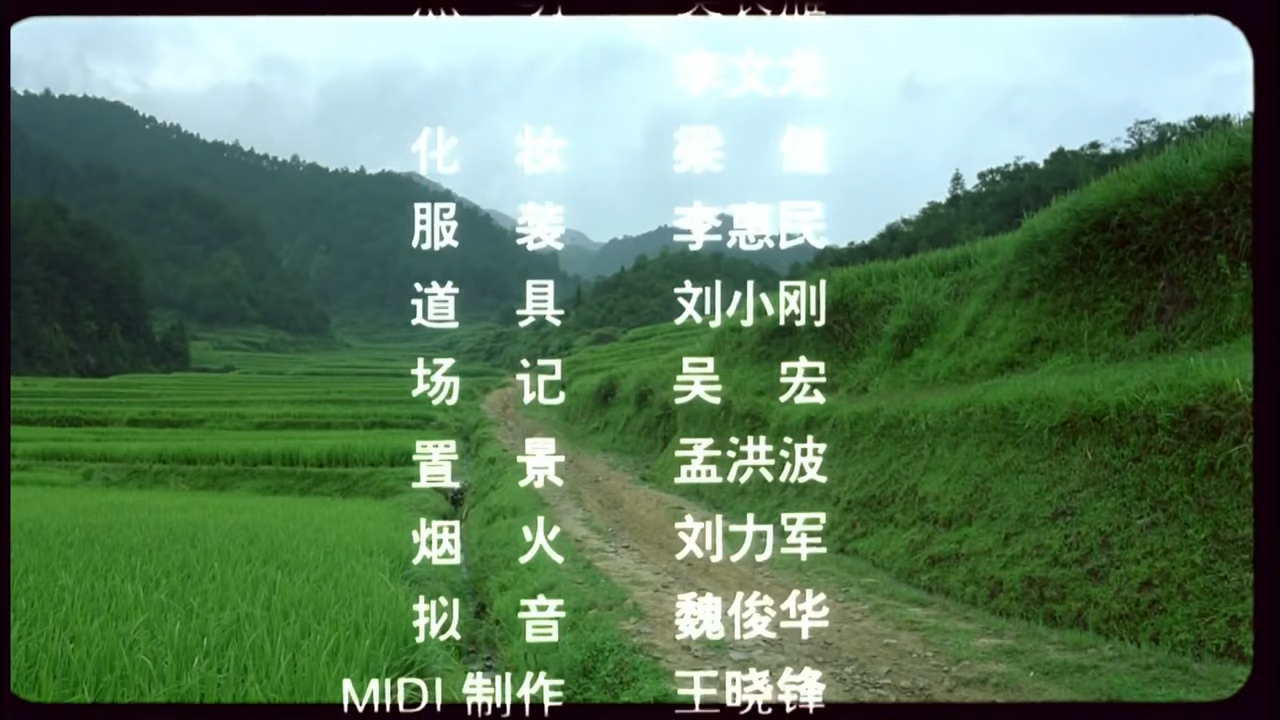 李文龙
化 妆 梁
服 装 李惠民
道 具 刘小刚
场 记 吴 宏
置 景 孟洪波
烟 火 刘力军
拟 音 魏俊华
MIDI 制作 王晓锋